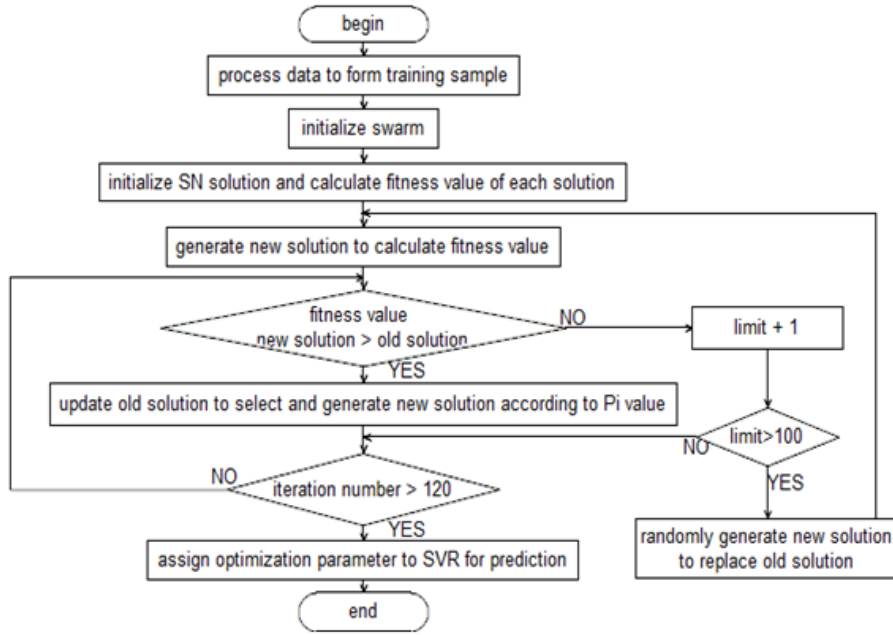 begin
process data to form training sample
initialize swarm
initialize SN solution and calculate fitness value of each solution
generate new solution to calculate fitness value
fitness value
new solution > old solution
NO
limit + 1
YES
update old solution to select and generate new solution according to Pi value
limit>100
NO
YES
NO
iteration number > 120
YES
randomly generate new solution
to replace old solution
assign optimization parameter to SVR for prediction
end